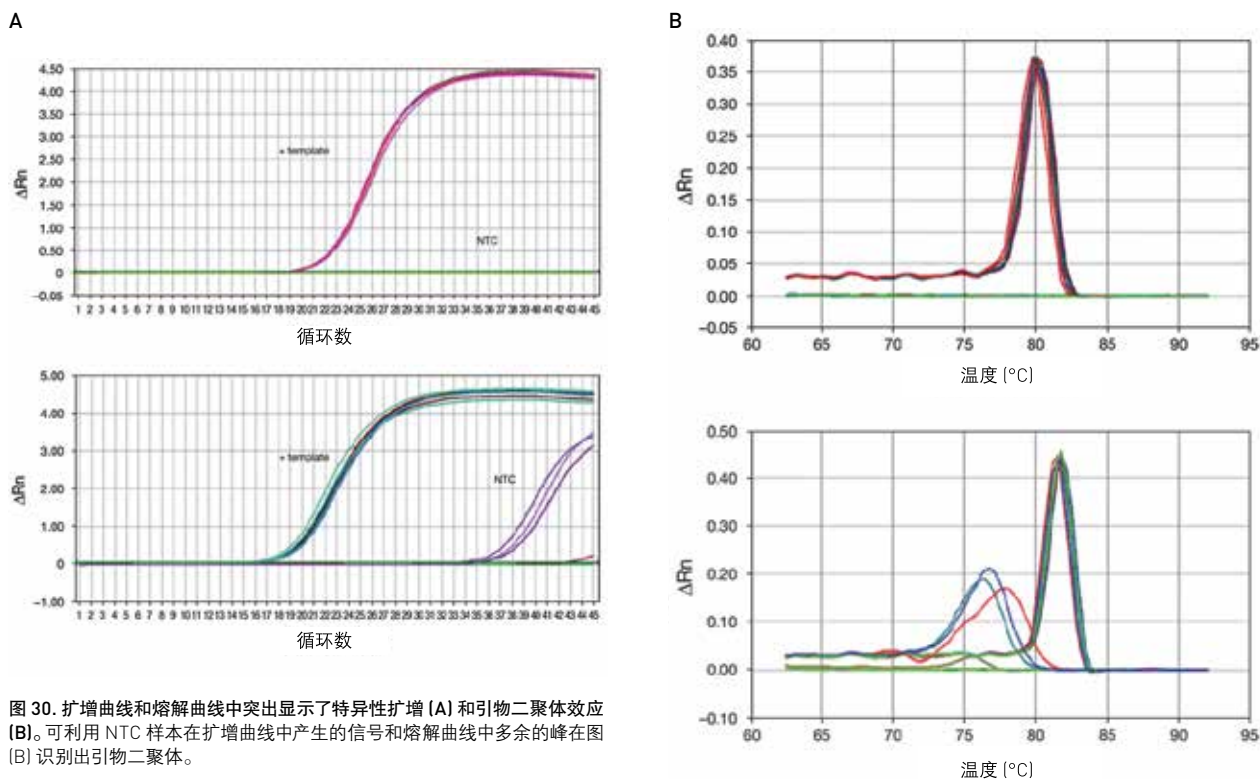 A
4.50
4.00
3.50
3.00
2.50
2.00
1.50
1.00
0.50
0
−0.05
ΔRn
+ template
NTC
1 2 3 4 5 6 7 8 9 10 11 12 13 14 15 16 17 18 19 20 21 22 23 24 25 26 27 28 29 30 31 32 33 34 35 36 37 38 39 40 41 42 43 44 45
循环数
5.00
4.00
3.00
2.00
1.00
0
−1.00
ΔRn
+ template
NTC
1 2 3 4 5 6 7 8 9 10 11 12 13 14 15 16 17 18 19 20 21 22 23 24 25 26 27 28 29 30 31 32 33 34 35 36 37 38 39 40 41 42 43 44 45
循环数
图 30. 扩增曲线和熔解曲线中突出显示了特异性扩增 (A) 和引物二聚体效应
(B)。可利用 NTC 样本在扩增曲线中产生的信号和熔解曲线中多余的峰在图
(B) 识别出引物二聚体。
B
0.40
0.35
0.30
0.25
0.20
0.15
0.10
0.05
0.00
−0.05
ΔRn
60 65 70 75 80 85 90 95
温度 (°C)
0.50
0.40
0.30
0.20
0.10
0.00
−0.10
ΔRn
60 65 70 75 80 85 90 95
温度 (°C)